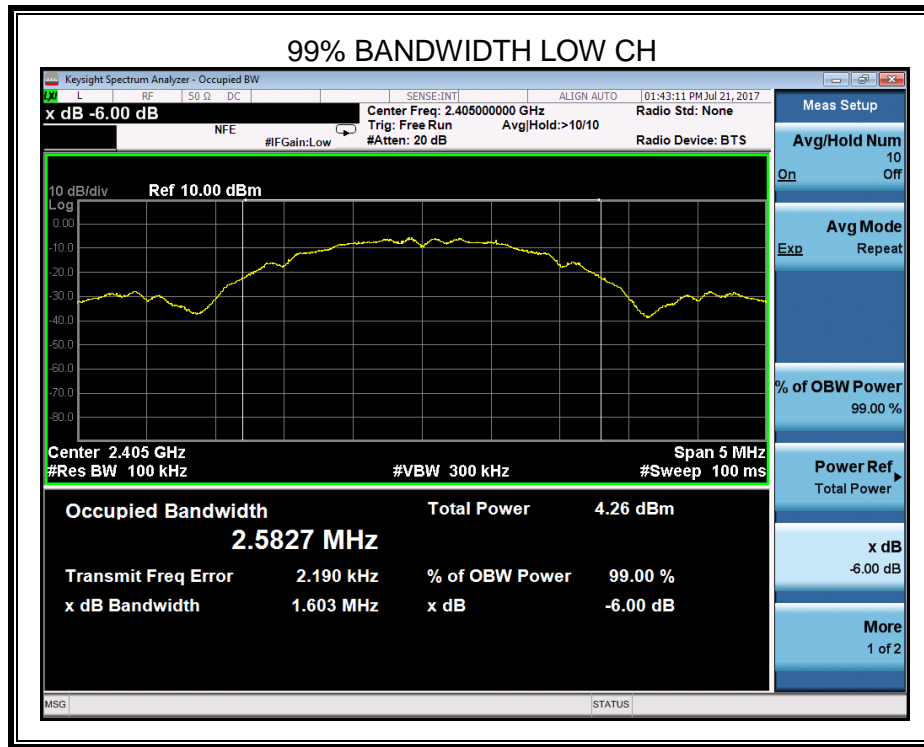 99% BANDWIDTH LOW CH
Keysight Spectrum Analyzer - Occupied BW
LXI L RF 50 Ω DC SENSE:INT ALIGN AUTO 01:43:11 PM Jul 21, 2017
x dB -6.00 dB
Center Freq: 2.405000000 GHz
Radio Std: None
NFE
Trig: Free Run
Avg|Hold:>10/10
#IFGain:Low
#Atten: 20 dB
Radio Device: BTS
10 dB/div
Ref 10.00 dBm
Log
0.00
-10.0
-20.0
-30.0
-40.0
-50.0
-60.0
-70.0
-80.0
Center 2.405 GHz
Span 5 MHz
#Res BW 100 kHz
#VBW 300 kHz
#Sweep 100 ms
Occupied Bandwidth
Total Power 4.26 dBm
2.5827 MHz
Transmit Freq Error 2.190 kHz
% of OBW Power 99.00 %
x dB Bandwidth 1.603 MHz
x dB -6.00 dB
Meas Setup
Avg/Hold Num
10
On Off
Avg Mode
Exp Repeat
% of OBW Power
99.00 %
Power Ref
Total Power
x dB
-6.00 dB
More
1 of 2
MSG STATUS